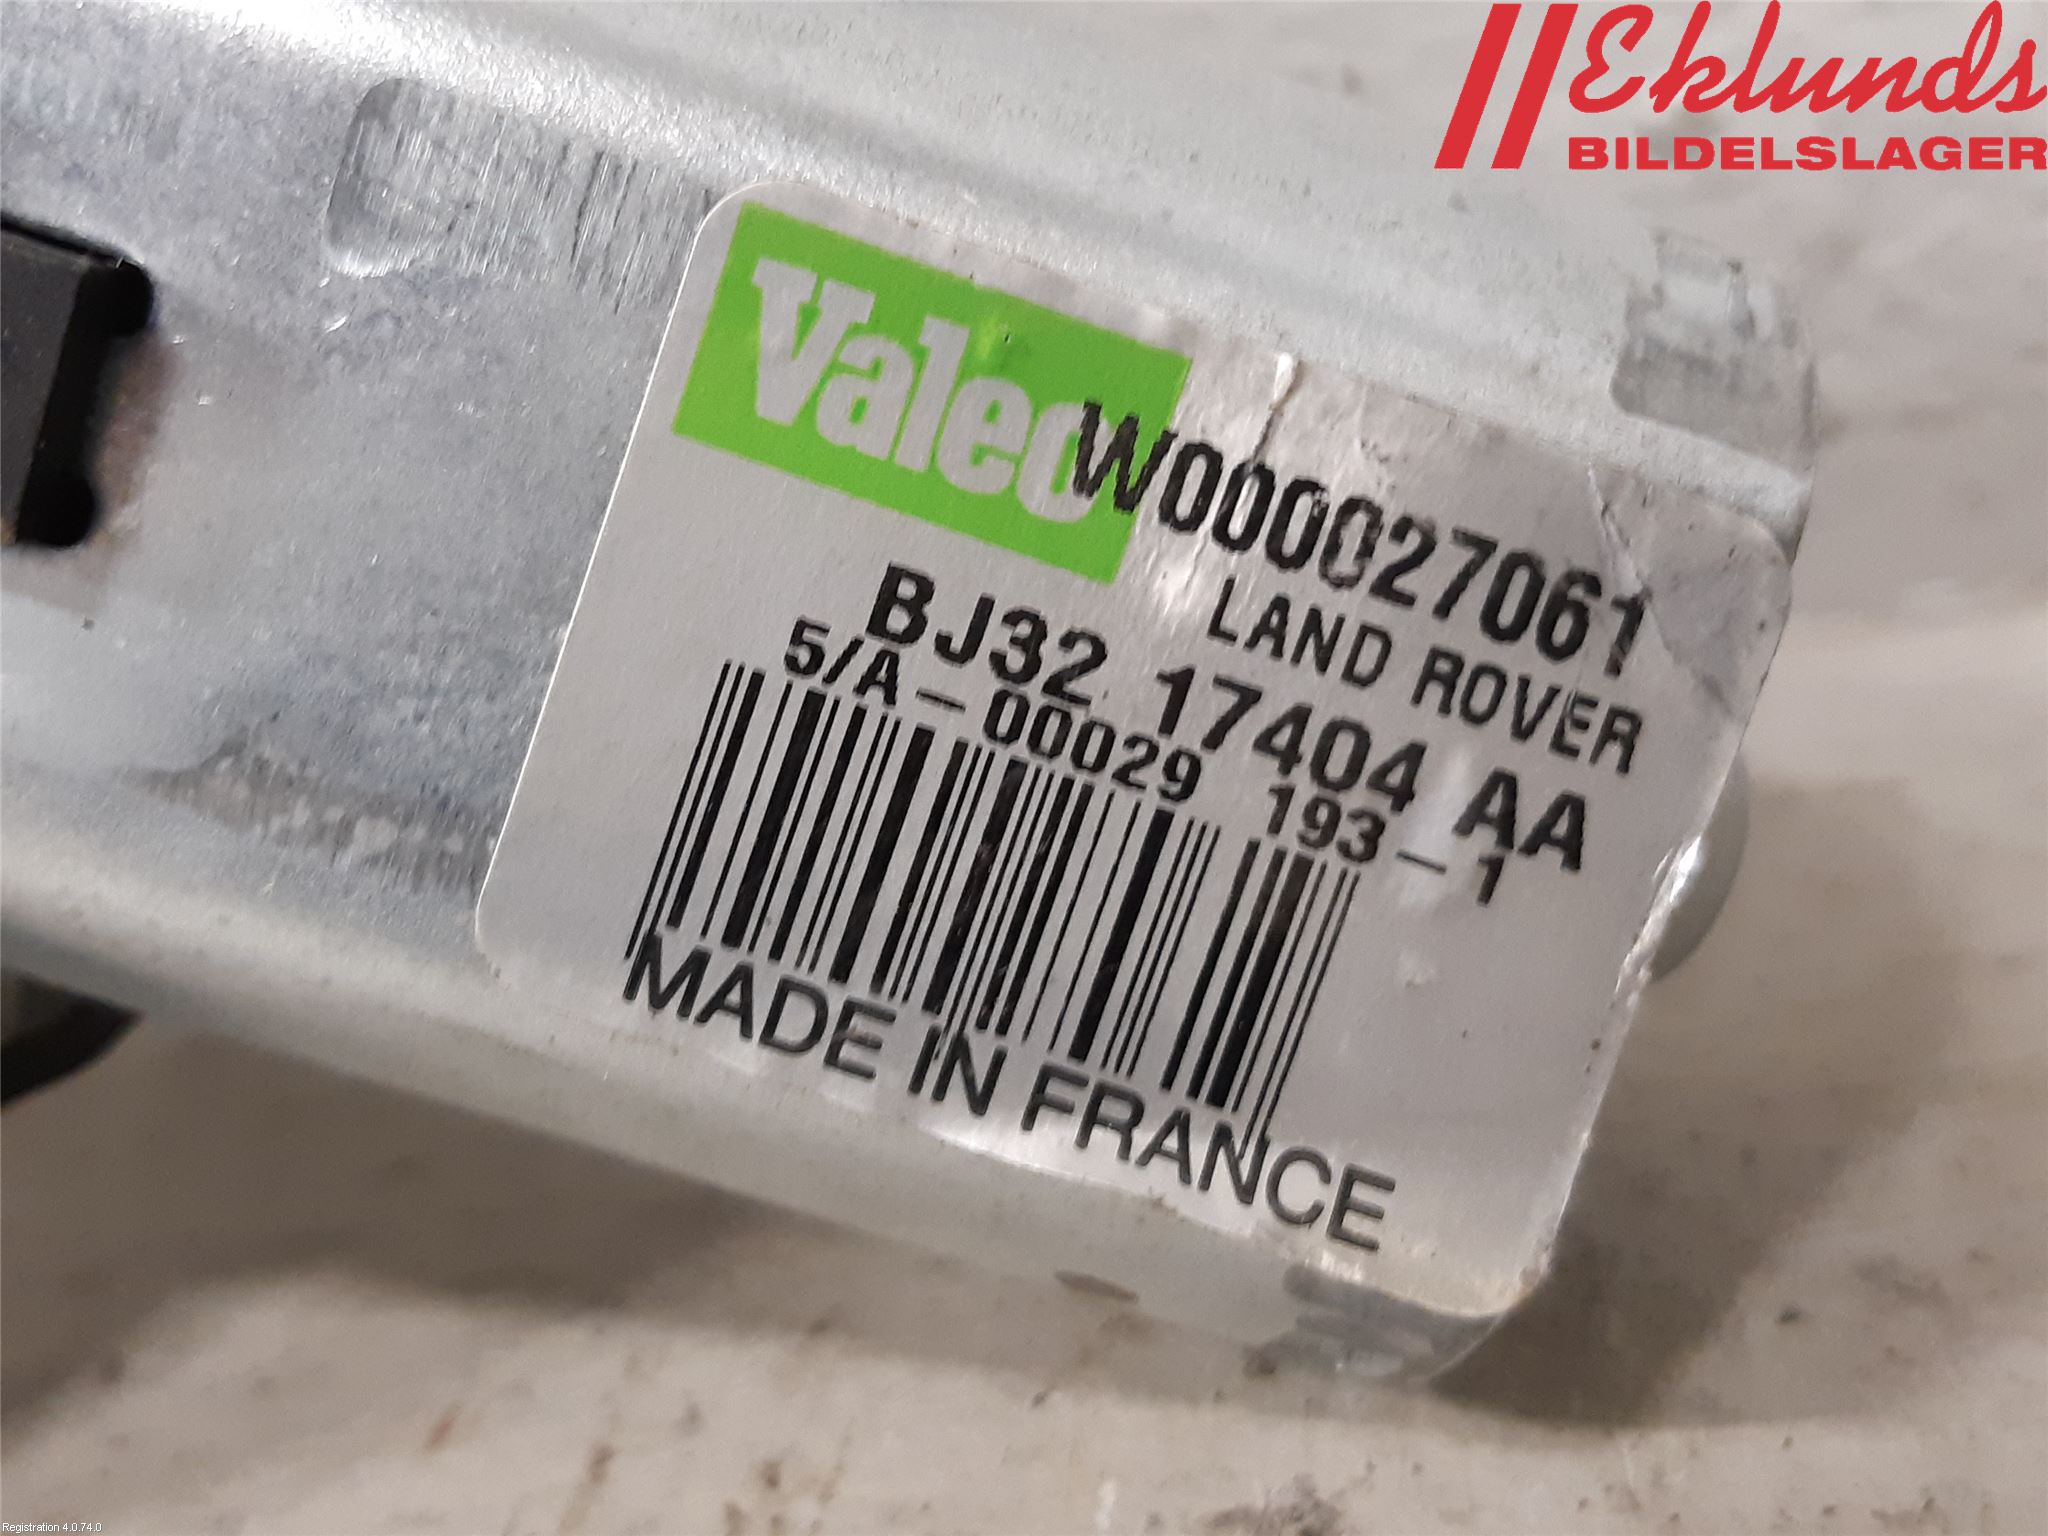 Eklunds
BILDELSLAGER
Valeo
W000027061
LAND ROVER
BJ32 17404 AA
5/A-00029 193-1
MADE IN FRANCE
Registration 4.0.74.0